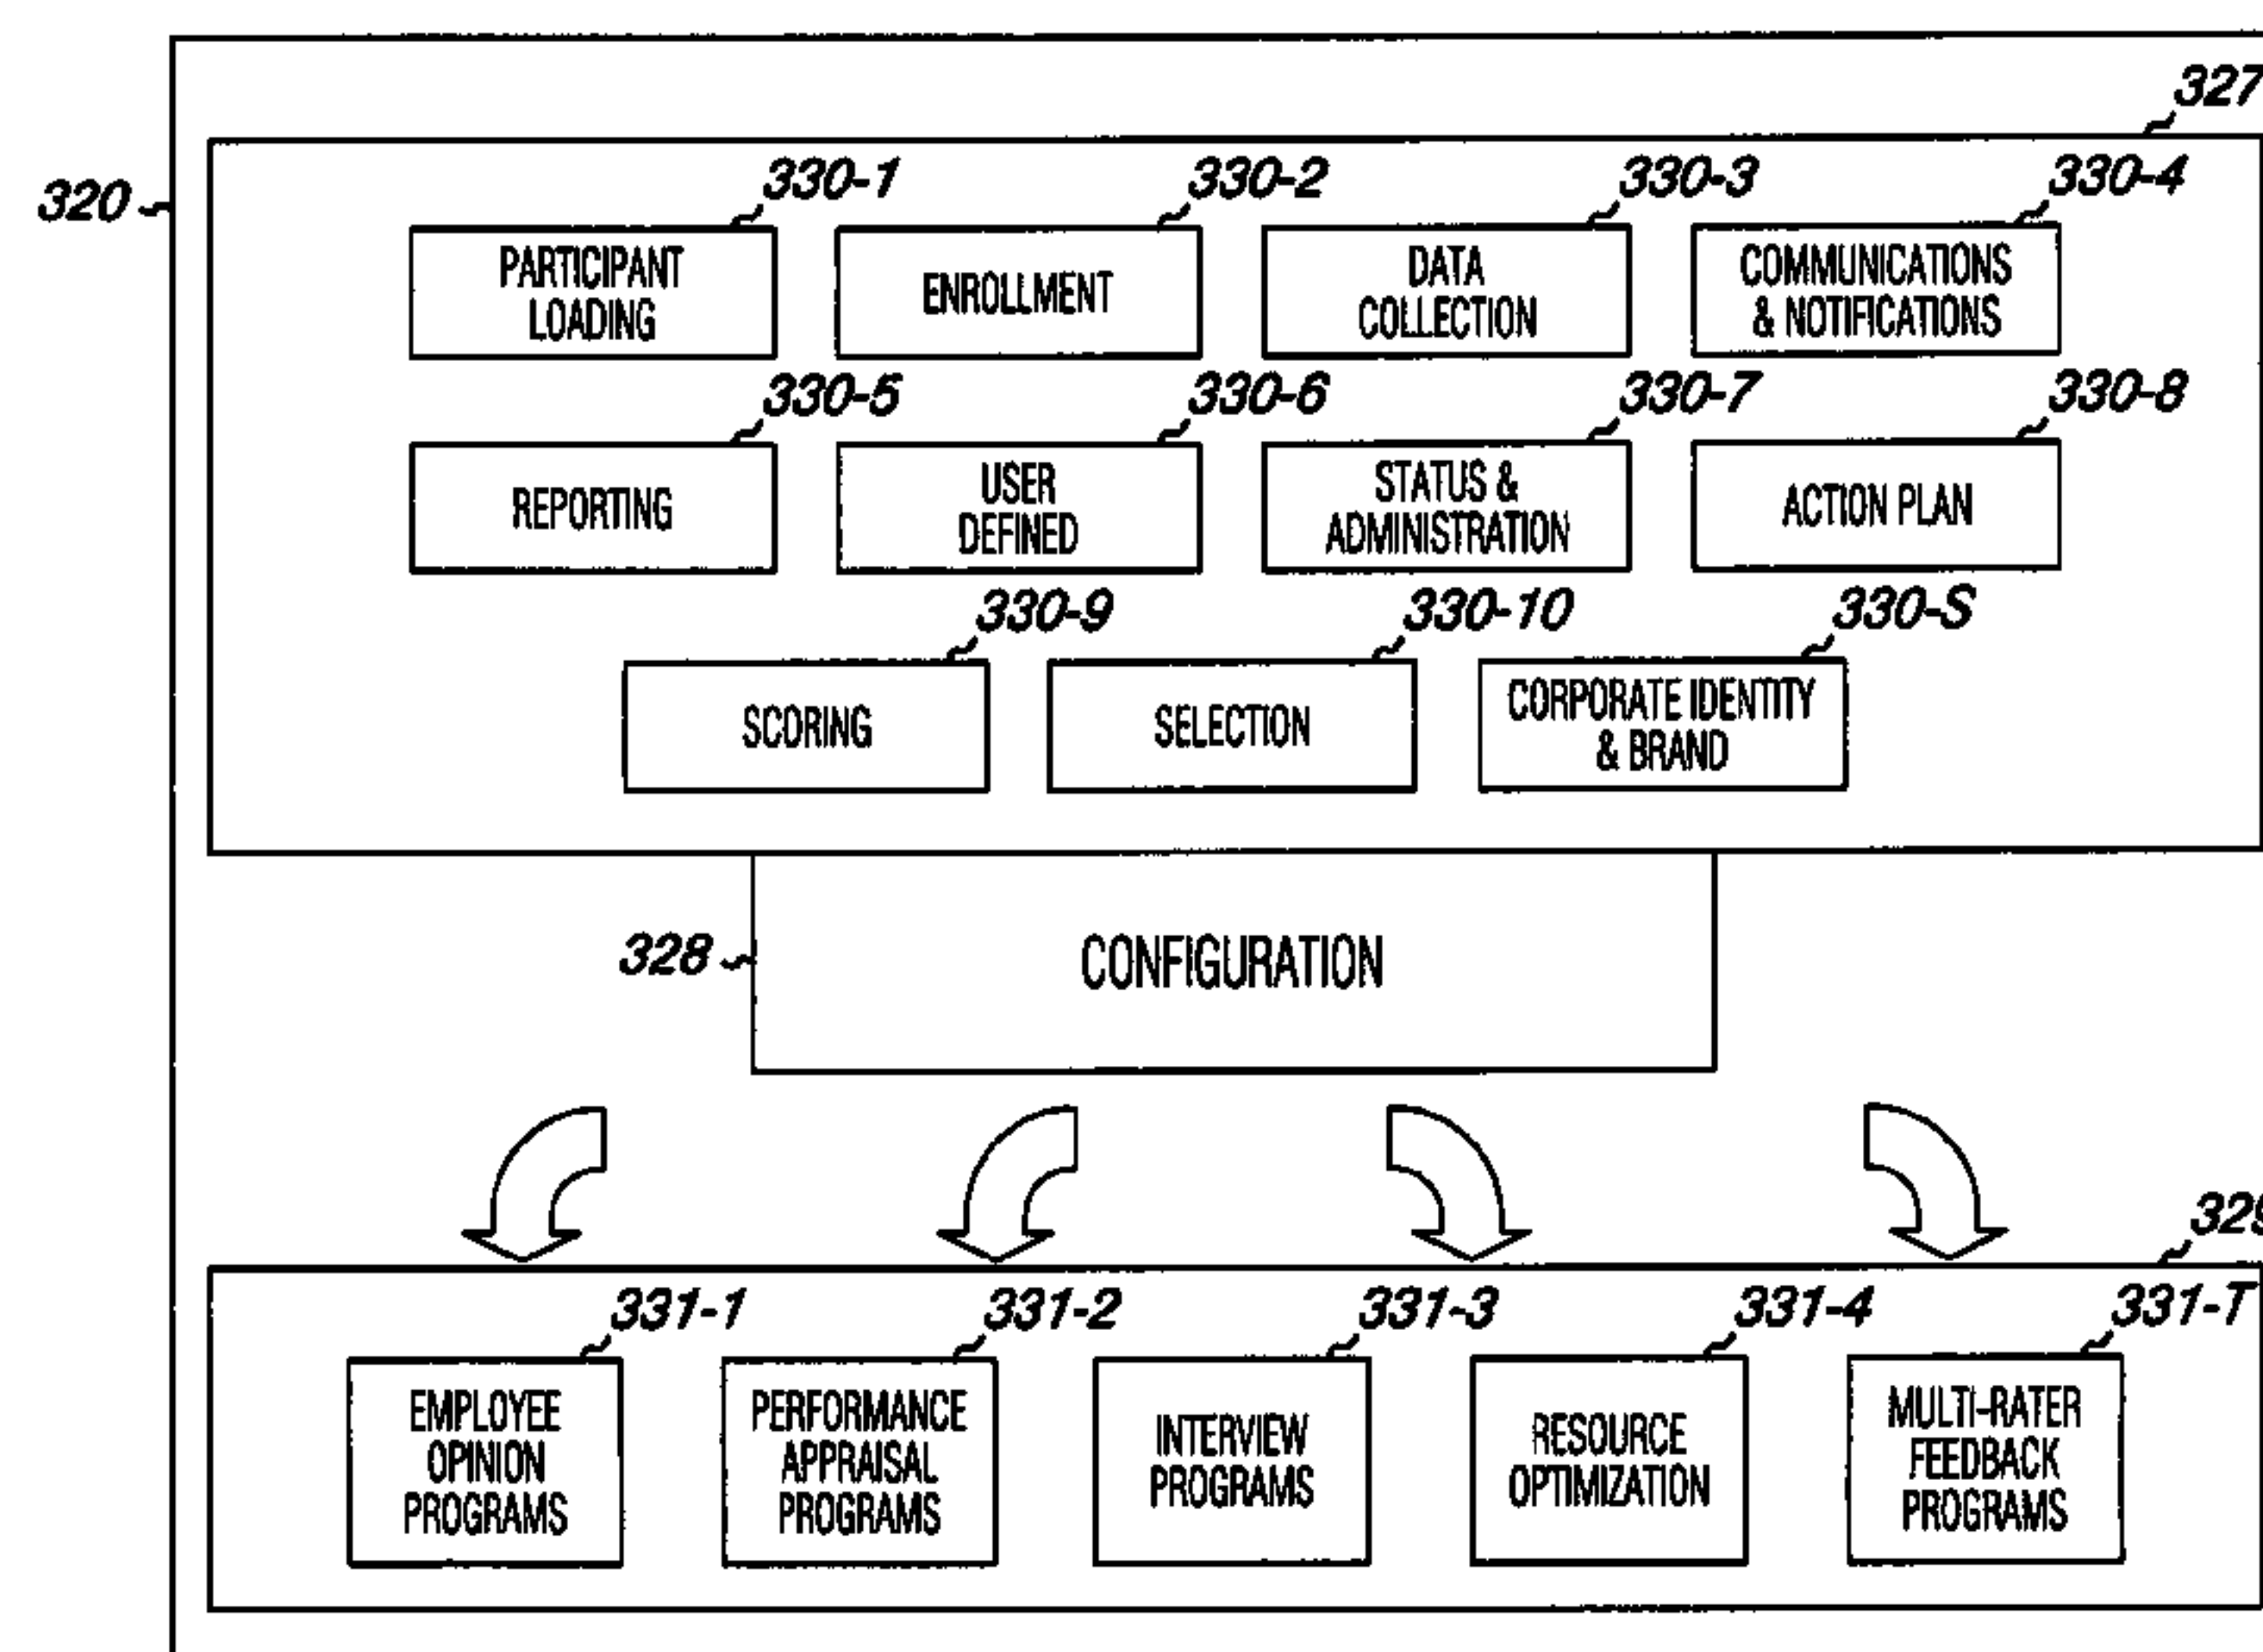 327
320
330-1
330-2
330-3
330-4
PARTICIPANT
LOADING
ENROLLMENT
DATA
COLLECTION
COMMUNICATIONS
& NOTIFICATIONS
330-5
330-6
330-7
330-8
REPORTING
USER
DEFINED
STATUS &
ADMINISTRATION
ACTION PLAN
330-9
330-10
330-S
SCORING
SELECTION
CORPORATE IDENTITY
& BRAND
328
CONFIGURATION
329
331-1
331-2
331-3
331-4
331-T
EMPLOYEE
OPINION
PROGRAMS
PERFORMANCE
APPRAISAL
PROGRAMS
INTERVIEW
PROGRAMS
RESOURCE
OPTIMIZATION
MULTI-RATER
FEEDBACK
PROGRAMS